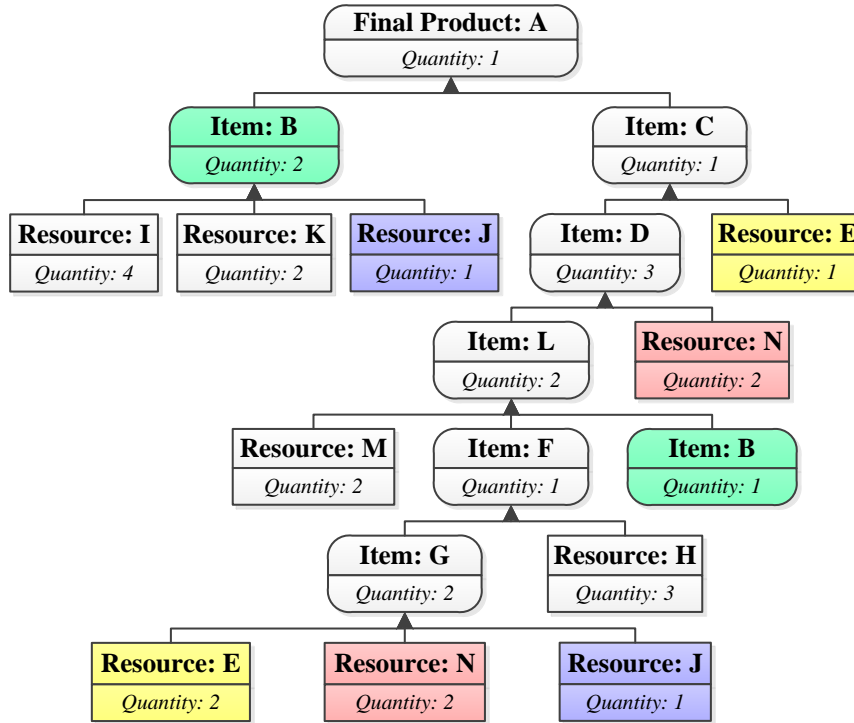 Final Product: A
Quantity: 1
Item: B
Quantity: 2
Item: C
Quantity: 1
Resource: I
Quantity: 4
Resource: K
Quantity: 2
Resource: J
Quantity: 1
Item: D
Quantity: 3
Resource: E
Quantity: 1
Item: L
Quantity: 2
Resource: N
Quantity: 2
Resource: M
Quantity: 2
Item: F
Quantity: 1
Item: B
Quantity: 1
Item: G
Quantity: 2
Resource: H
Quantity: 3
Resource: E
Quantity: 2
Resource: N
Quantity: 2
Resource: J
Quantity: 1